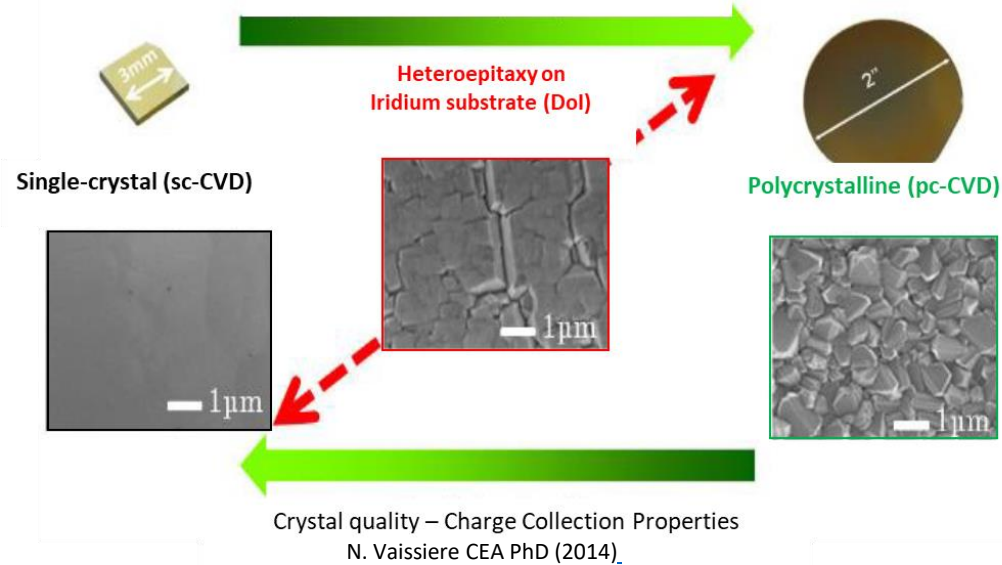 3mm
Heteroepitaxy on
Iridium substrate (DoI)
2"
Single-crystal (sc-CVD)
Polycrystalline (pc-CVD)
1μm
1μm
1μm
Crystal quality – Charge Collection Properties
N. Vaissiere CEA PhD (2014)